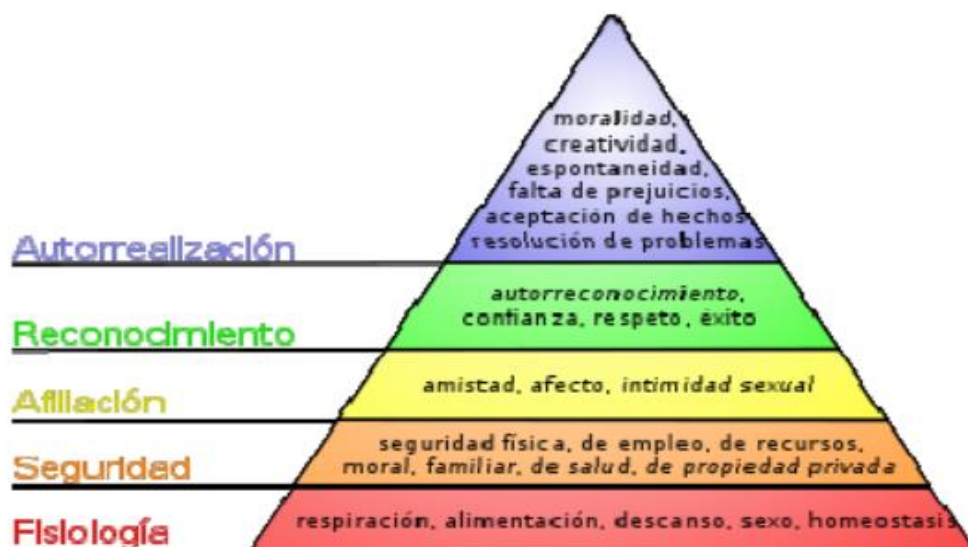 moralidad,
creatividad,
espontaneidad,
falta de prejuicios,
aceptación de hechos,
resolución de problemas
Autorrealización
autorreconocimiento,
confianza, respeto, éxito
Reconocimiento
amistad, afecto, intimidad sexual
Afiliación
seguridad física, de empleo, de recursos,
moral, familiar, de salud, de propiedad privada
Seguridad
respiración, alimentación, descanso, sexo, homeostasis
Fisiología